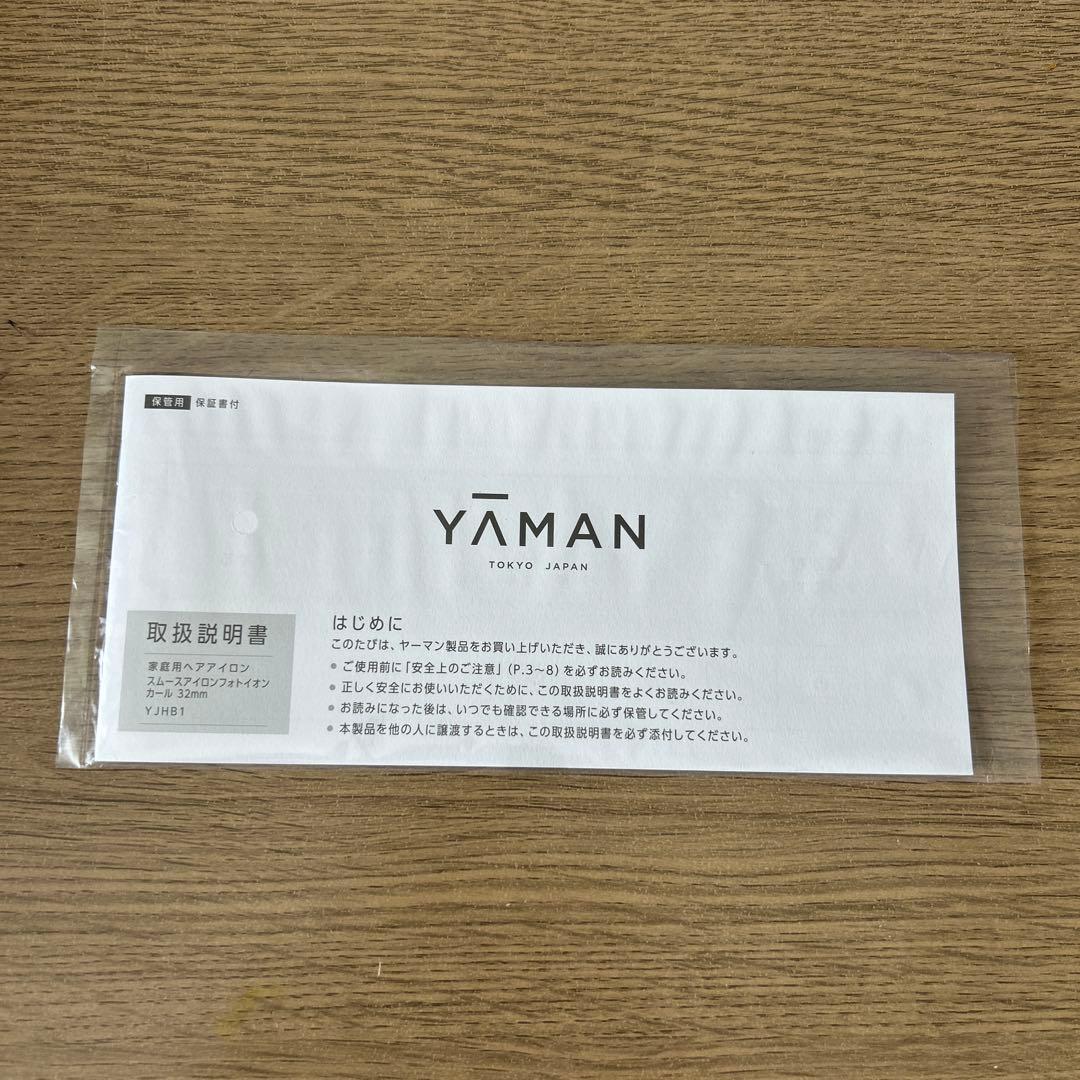 保管用 保証書付
YĀMAN
TOKYO JAPAN
取扱説明書
家庭用ヘアアイロン
スムースアイロンフォトイオン
カール 32mm
YJHB1
はじめに
このたびは、ヤーマン製品をお買い上げいただき、誠にありがとうございます。
● ご使用前に「安全上のご注意」(P.3〜8)を必ずお読みください。
● 正しく安全にお使いいただくために、この取扱説明書をよくお読みください。
● お読みになった後は、いつでも確認できる場所に必ず保管してください。
● 本製品を他の人に譲渡するときは、この取扱説明書を必ず添付してください。